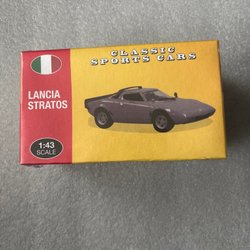 CLASSIC
SPORTS CARS
LANCIA
STRATOS
1:43
SCALE